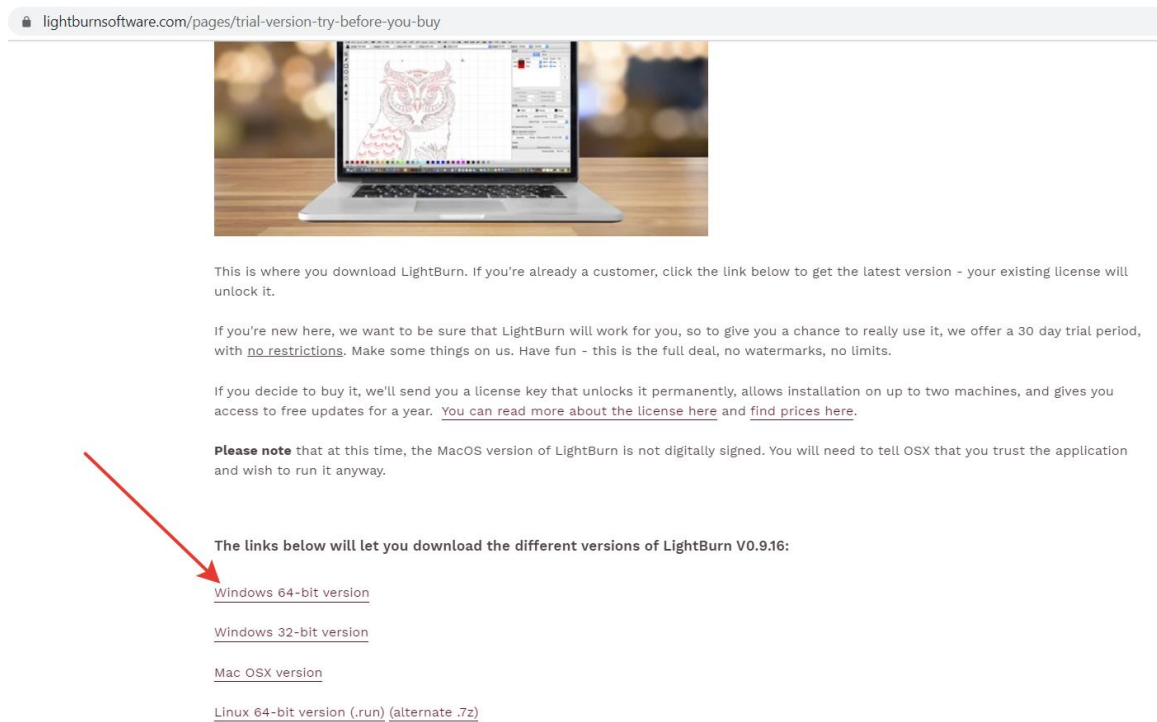 lightburnsoftware.com/pages/trial-version-try-before-you-buy
This is where you download LightBurn. If you're already a customer, click the link below to get the latest version - your existing license will
unlock it.
If you're new here, we want to be sure that LightBurn will work for you, so to give you a chance to really use it, we offer a 30 day trial period,
with no restrictions. Make some things on us. Have fun - this is the full deal, no watermarks, no limits.
If you decide to buy it, we'll send you a license key that unlocks it permanently, allows installation on up to two machines, and gives you
access to free updates for a year. You can read more about the license here and find prices here.
Please note that at this time, the MacOS version of LightBurn is not digitally signed. You will need to tell OSX that you trust the application
and wish to run it anyway.
The links below will let you download the different versions of LightBurn V0.9.16:
Windows 64-bit version
Windows 32-bit version
Mac OSX version
Linux 64-bit version (.run) (alternate .7z)